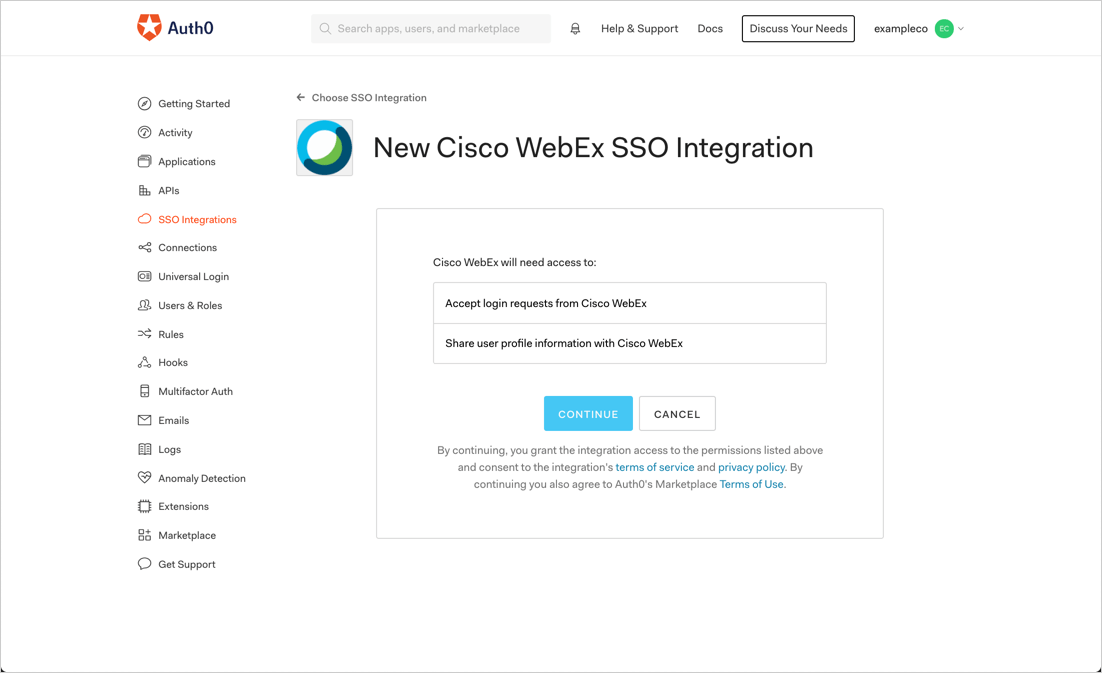 Auth0
Search apps, users, and marketplace
Help & Support
Docs
Discuss Your Needs
exampleco
EC
Getting Started
Activity
Applications
APIs
SSO Integrations
Connections
Universal Login
Users & Roles
Rules
Hooks
Multifactor Auth
Emails
Logs
Anomaly Detection
Extensions
Marketplace
Get Support
Choose SSO Integration
New Cisco WebEx SSO Integration
Cisco WebEx will need access to:
Accept login requests from Cisco WebEx
Share user profile information with Cisco WebEx
CONTINUE
CANCEL
By continuing, you grant the integration access to the permissions listed above
and consent to the integration's terms of service and privacy policy. By
continuing you also agree to Auth0's Marketplace Terms of Use.